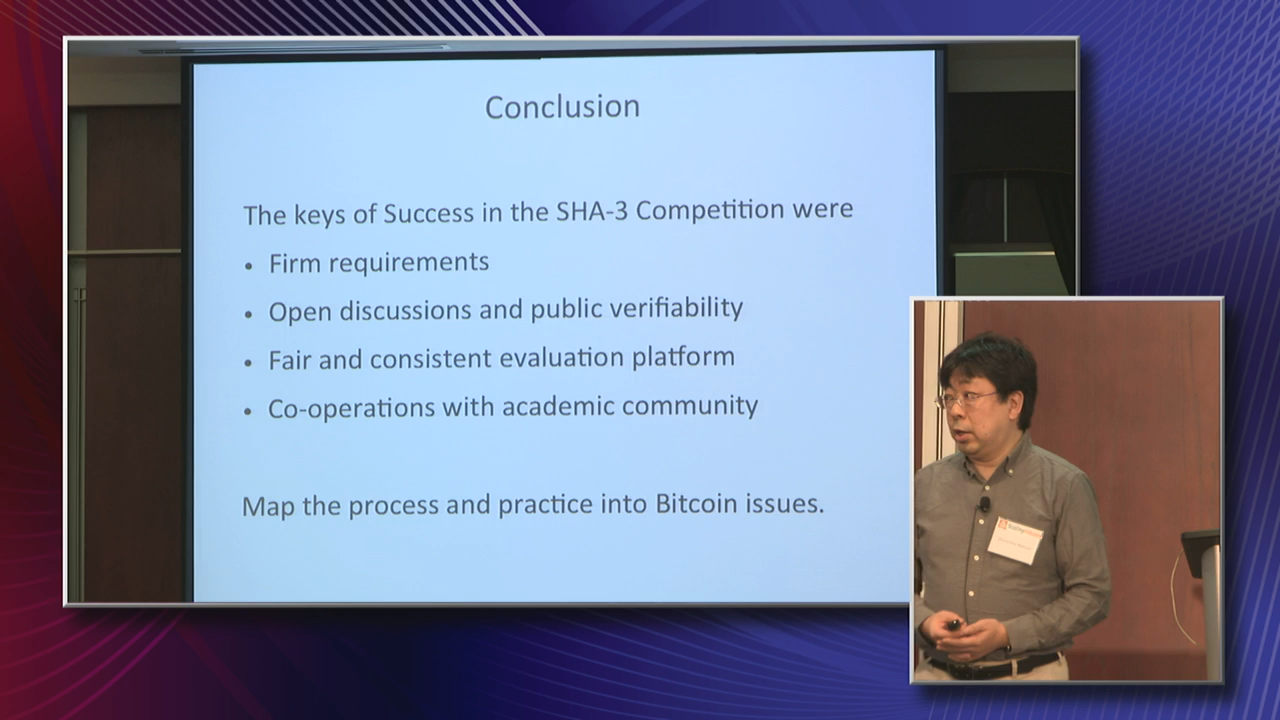 Conclusion
The keys of Success in the SHA-3 Competition were
• Firm requirements
• Open discussions and public verifiability
• Fair and consistent evaluation platform
• Co-operations with academic community
Map the process and practice into Bitcoin issues.